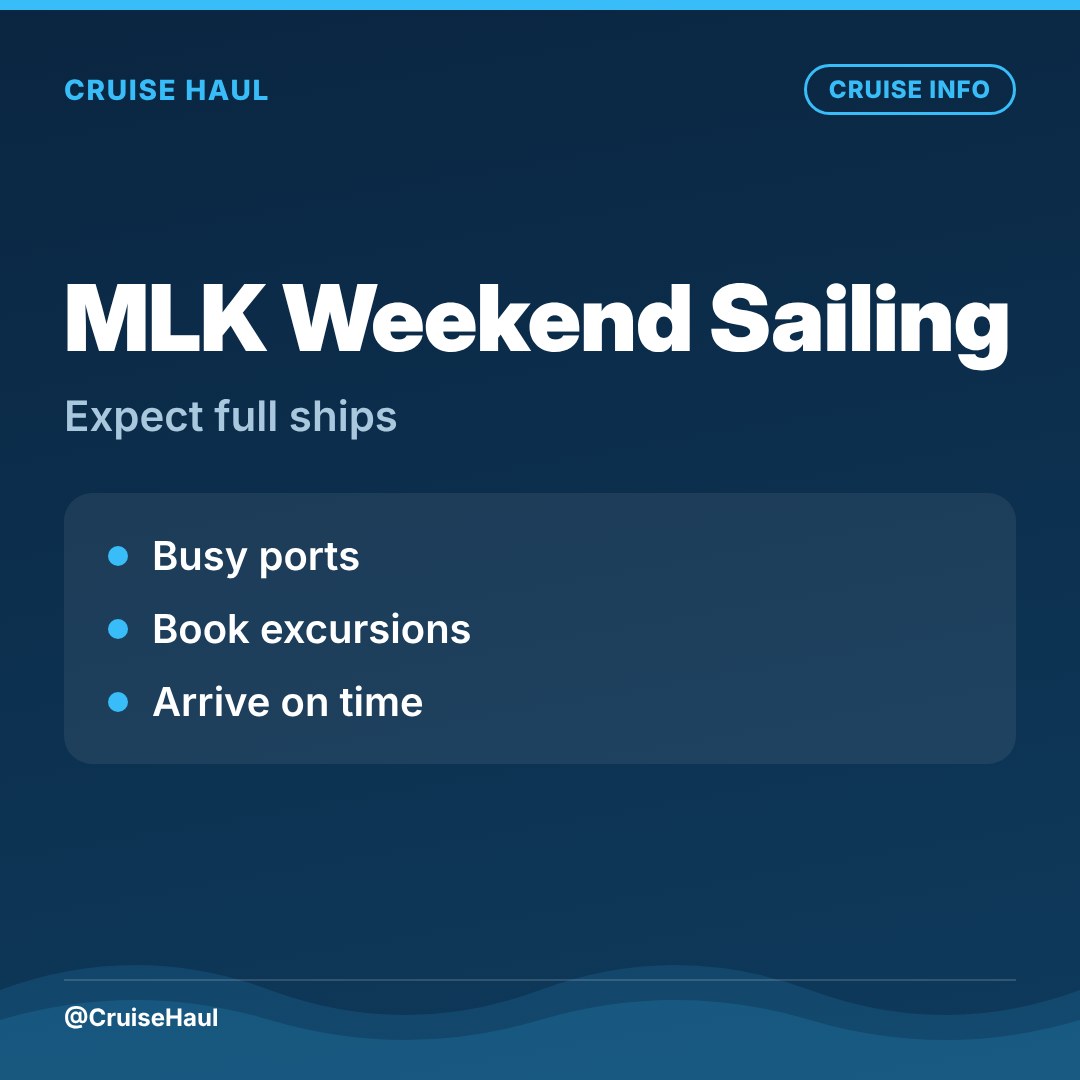 CRUISE HAUL
CRUISE INFO
MLK Weekend Sailing
Expect full ships
Busy ports
Book excursions
Arrive on time
@CruiseHaul